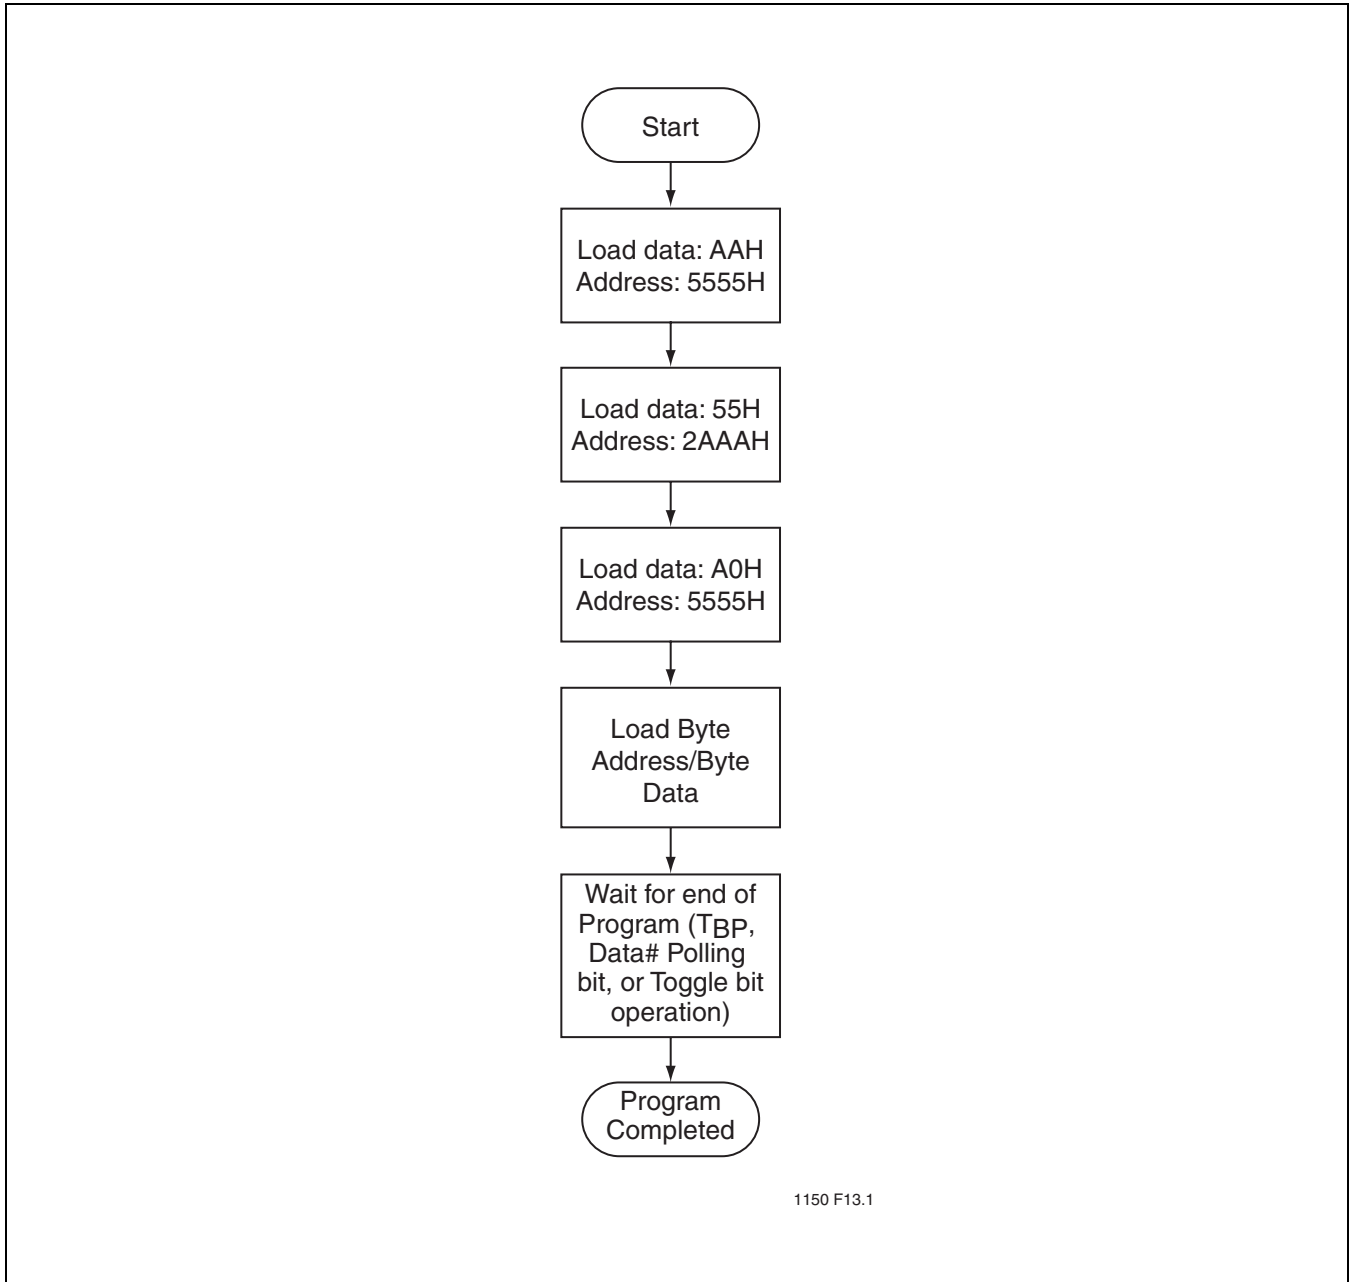 Start
Load data: AAH
Address: 5555H
Load data: 55H
Address: 2AAAH
Load data: A0H
Address: 5555H
Load Byte
Address/Byte
Data
Wait for end of
Program (TBP,
Data# Polling
bit, or Toggle bit
operation)
Program
Completed
1150 F13.1